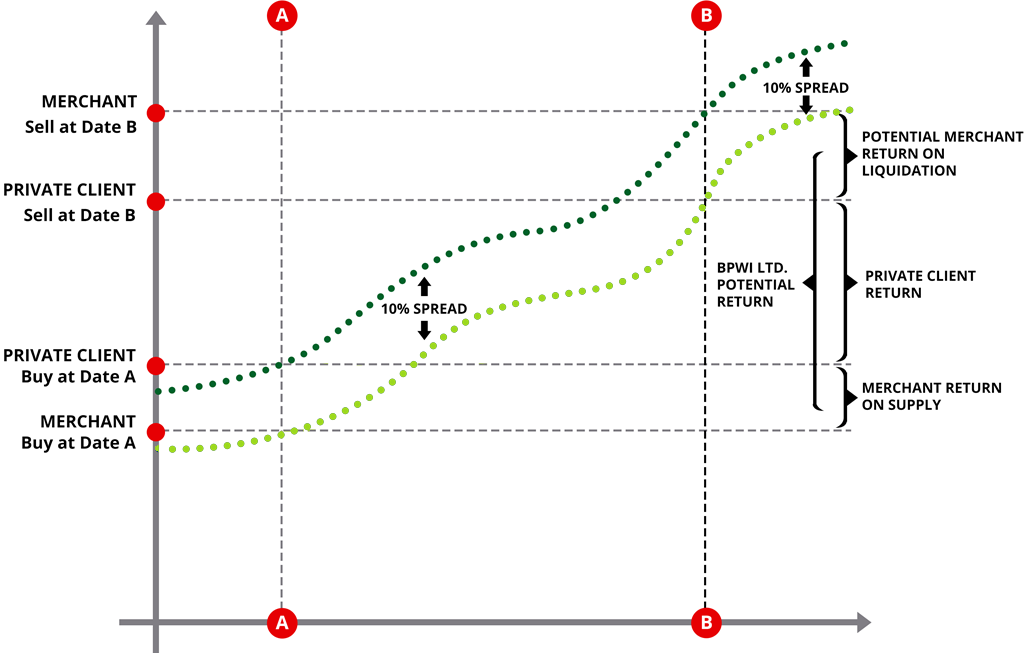 A
B
MERCHANT
Sell at Date B
10% SPREAD
POTENTIAL MERCHANT
RETURN ON
LIQUIDATION
PRIVATE CLIENT
Sell at Date B
BPWI LTD.
POTENTIAL
RETURN
PRIVATE CLIENT
RETURN
10% SPREAD
PRIVATE CLIENT
Buy at Date A
MERCHANT RETURN
ON SUPPLY
MERCHANT
Buy at Date A
A
B